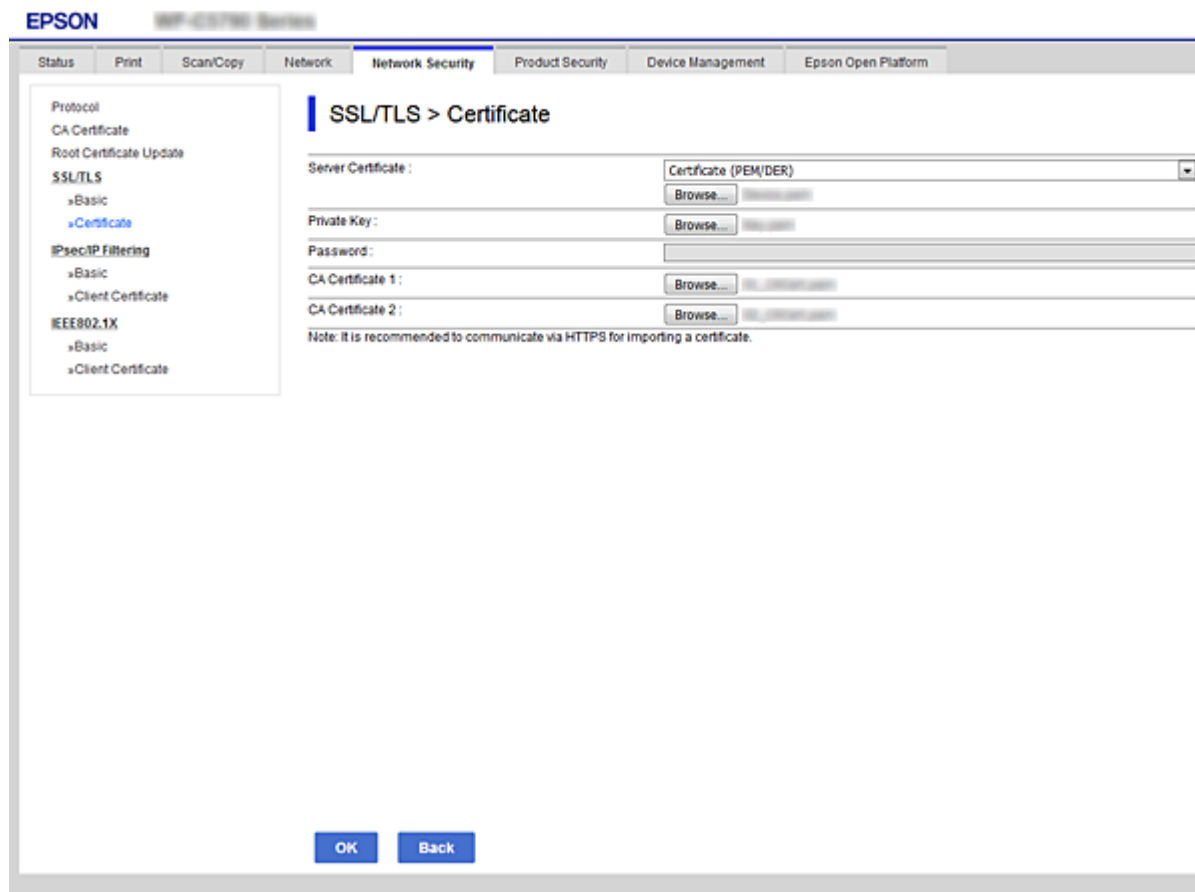 EPSON
Status Print Scan/Copy Network Network Security Product Security Device Management Epson Open Platform
Protocol
CA Certificate
Root Certificate Update
SSL/TLS
»Basic
»Certificate
IPsec/IP Filtering
»Basic
»Client Certificate
IEEE802.1X
»Basic
»Client Certificate
SSL/TLS > Certificate
Server Certificate : Certificate (PEM/DER)
Browse...
Private Key : Browse...
Password :
CA Certificate 1 : Browse...
CA Certificate 2 : Browse...
Note: It is recommended to communicate via HTTPS for importing a certificate.
OK Back